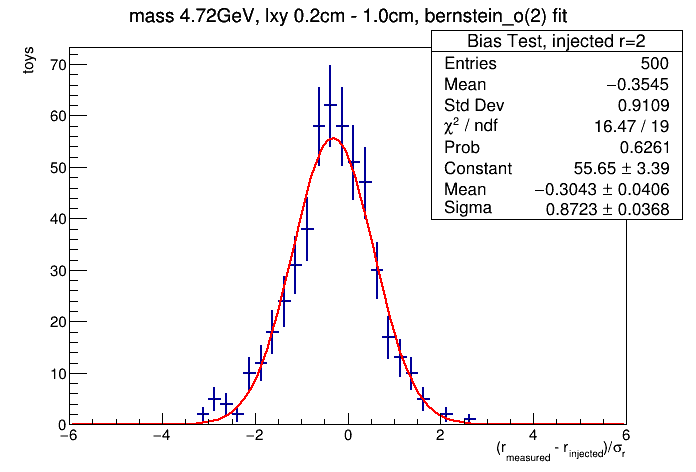 mass 4.72GeV, lxy 0.2cm - 1.0cm, bernstein_o(2) fit
toys
Bias Test, injected r=2
Entries 500
Mean −0.3545
Std Dev 0.9109
χ² / ndf 16.47 / 19
Prob 0.6261
Constant 55.65 ± 3.39
Mean −0.3043 ± 0.0406
Sigma 0.8723 ± 0.0368
70
60
50
40
30
20
10
0
−6 −4 −2 0 2 4 6
(r_measured - r_injected)/σ_r